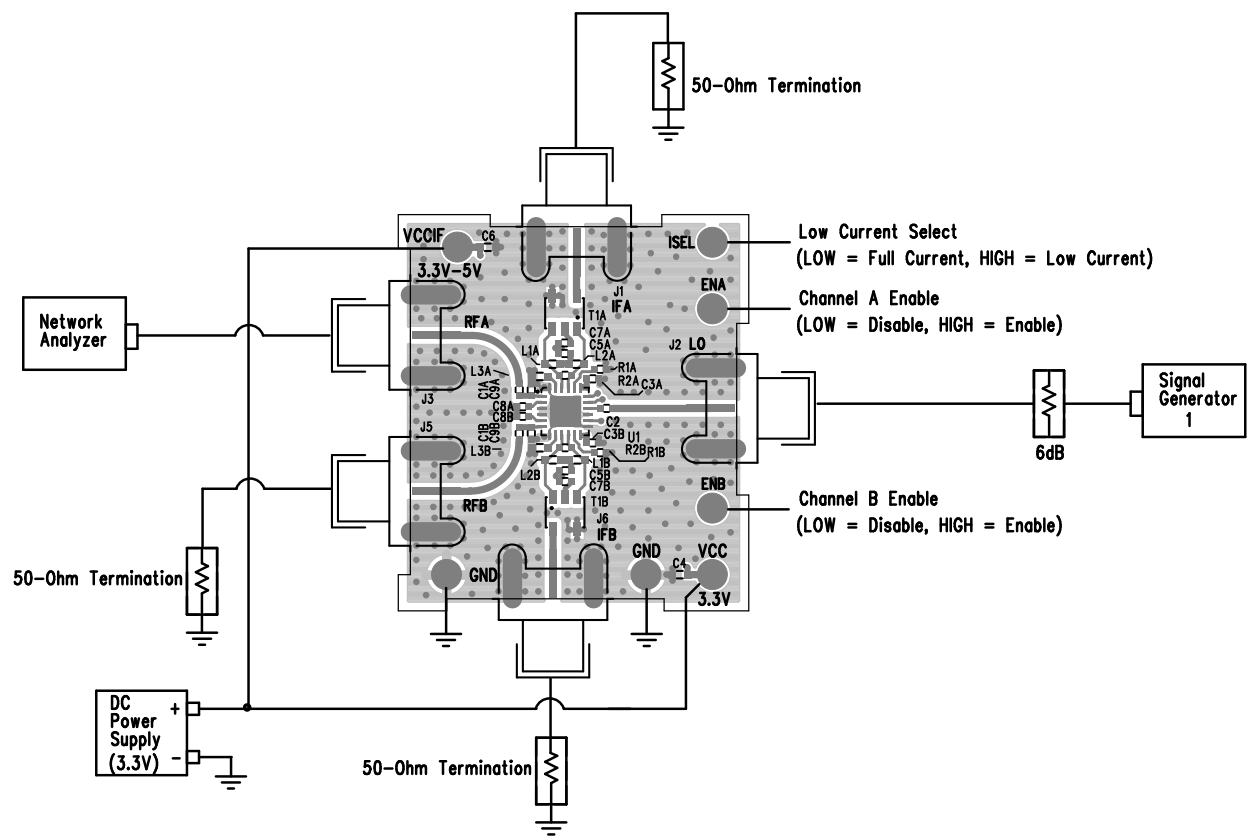 50-Ohm Termination
VCCIF
C6
3.3V-5V
ISEL
Low Current Select
(LOW = Full Current, HIGH = Low Current)
J1
IFA
ENA
Channel A Enable
(LOW = Disable, HIGH = Enable)
Network
Analyzer
RFA
T1A
C7A
C5A
L1A
L2A
J2
LO
L3A
R1A
R2A
C3A
C1A
C9A
J3
C8A
C8B
J5
C1B
C9B
C2
C3B
U1
R2B
R1B
L3B
L2B
L1B
C5B
C7B
Signal
Generator
1
6dB
RFB
T1B
J6
IFB
ENB
Channel B Enable
(LOW = Disable, HIGH = Enable)
50-Ohm Termination
GND
GND
C4
VCC
3.3V
DC
Power
Supply
(3.3V)
+
-
50-Ohm Termination